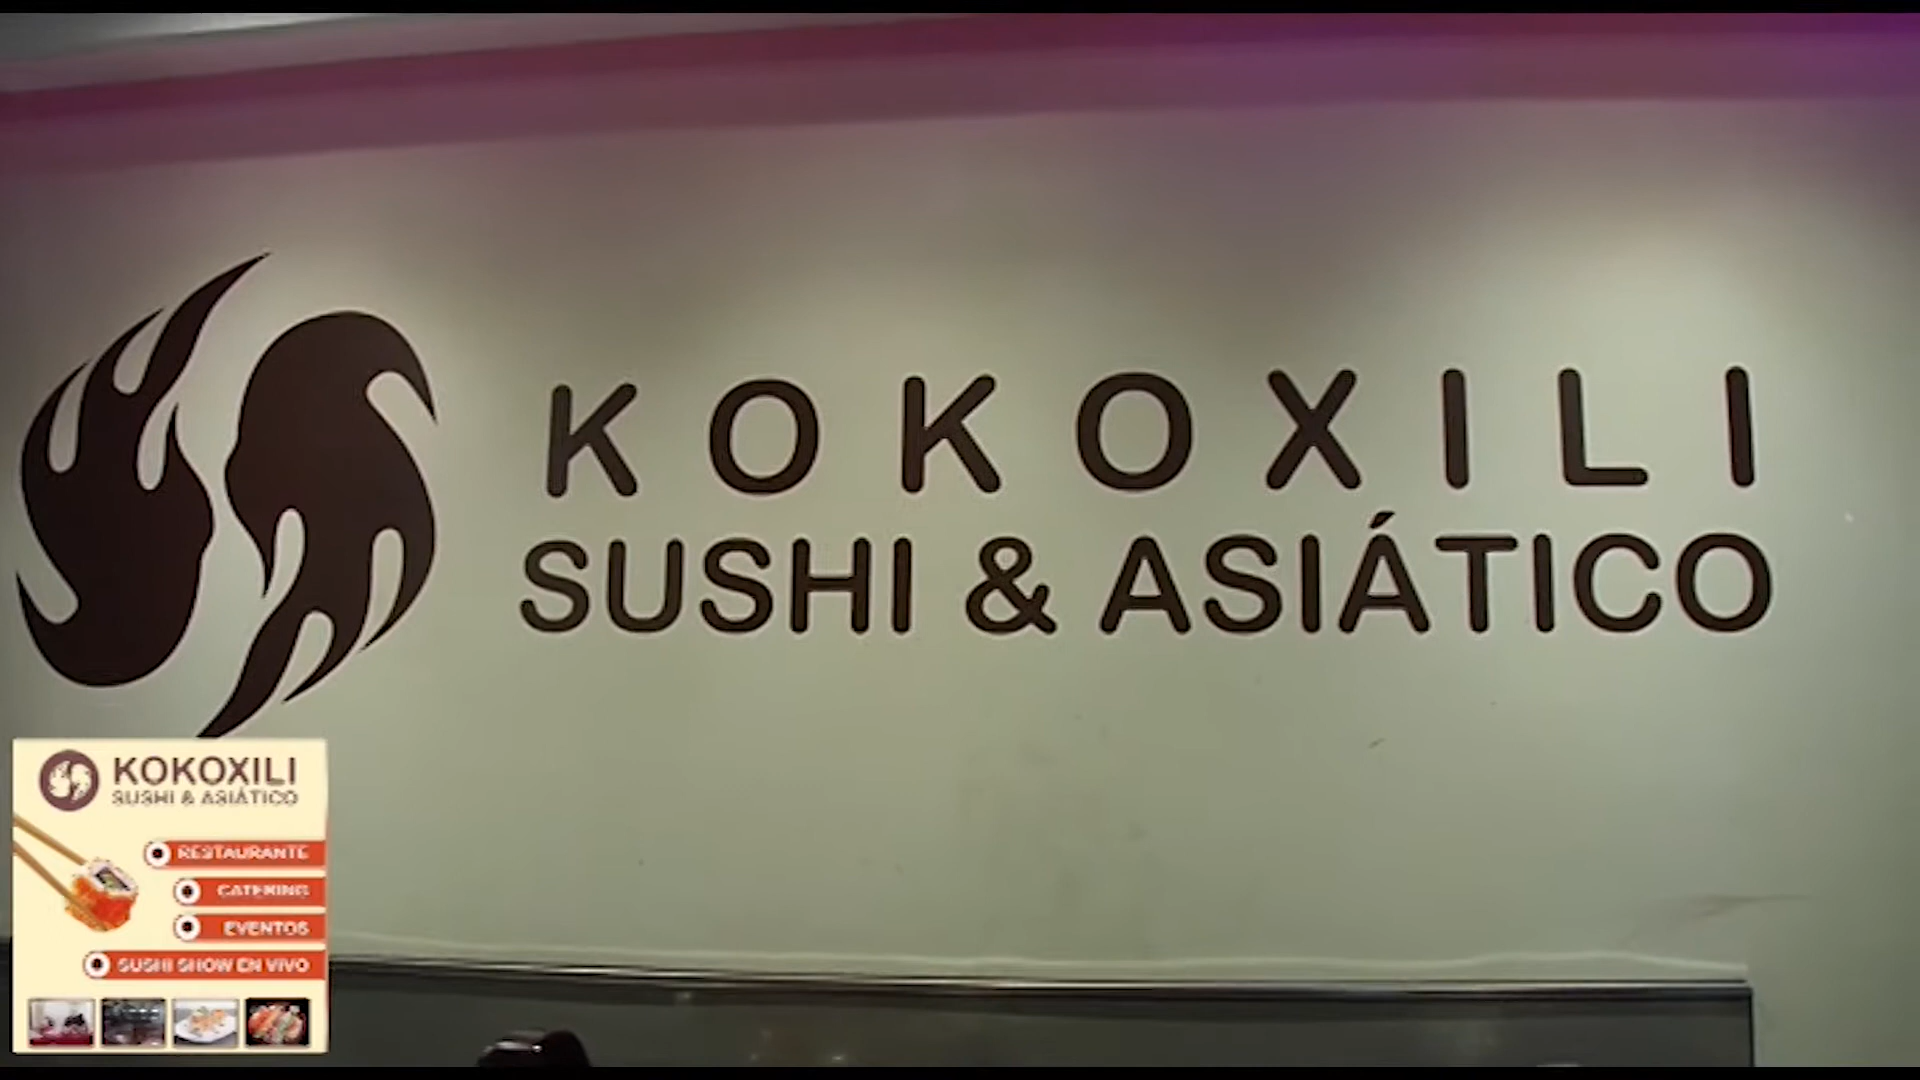 KOKOXILI
SUSHI & ASIÁTICO
KOKOXILI
SUSHI & ASIÁTICO
RESTAURANTE
CATERING
EVENTOS
SUSHI SHOW EN VIVO